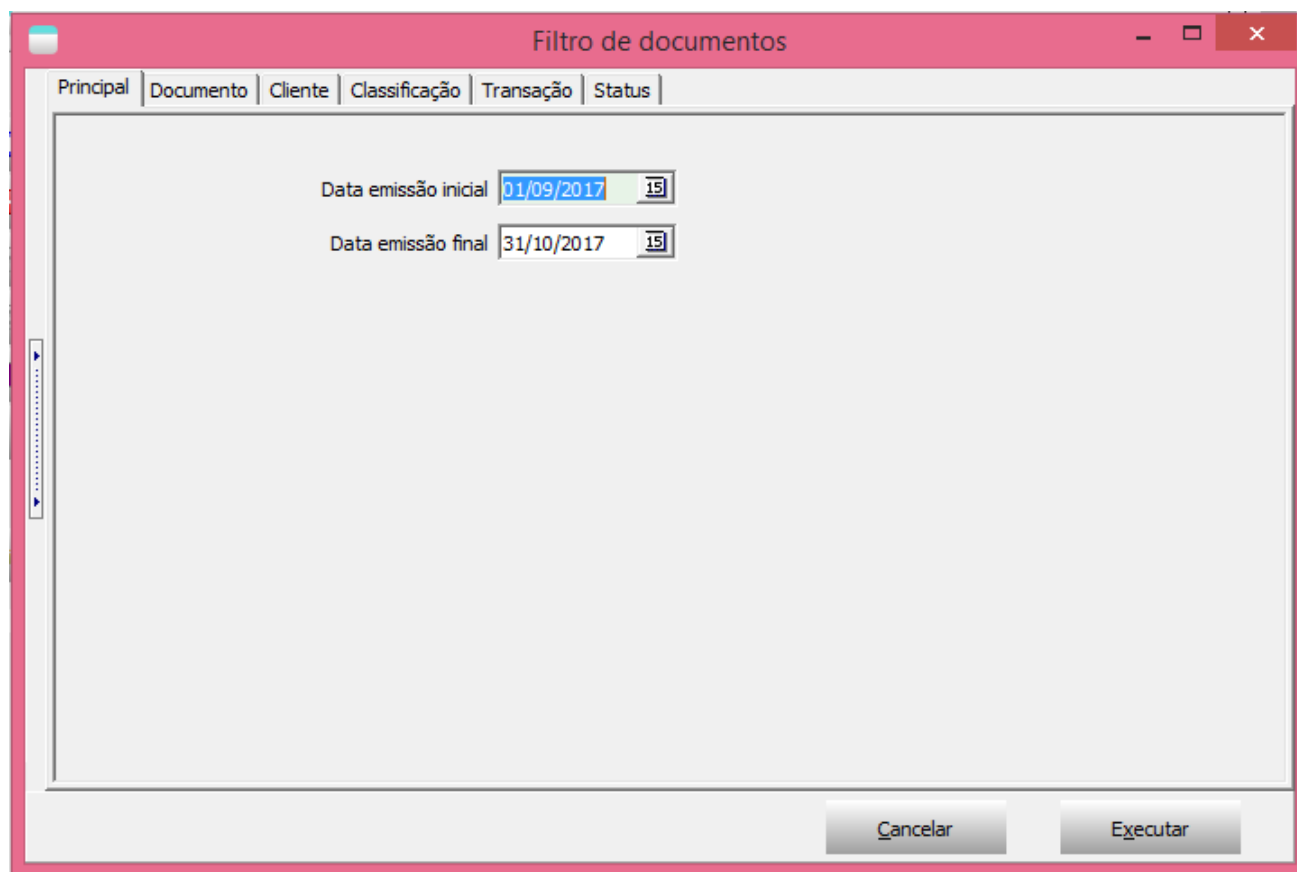 Filtro de documentos
Principal Documento Cliente Classificação Transação Status
Data emissão inicial 01/09/2017 15
Data emissão final 31/10/2017 15
Cancelar Executar